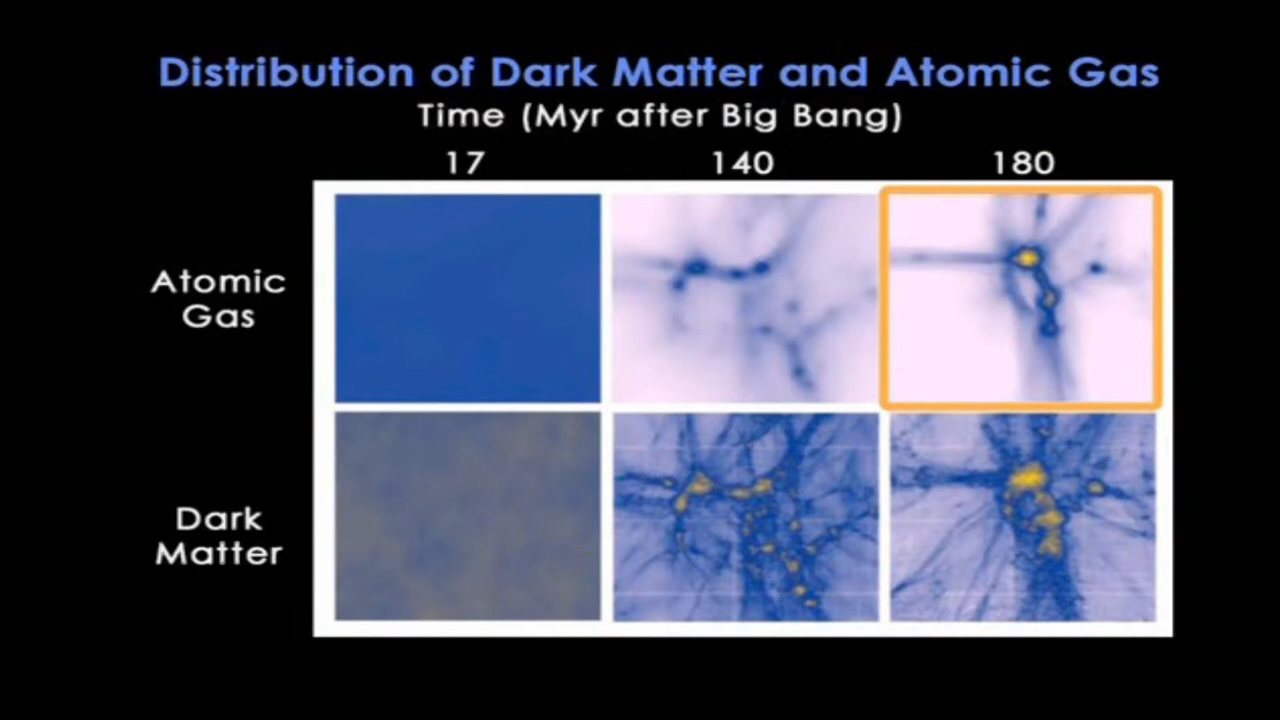 Distribution of Dark Matter and Atomic Gas
Time (Myr after Big Bang)
17 140 180
Atomic
Gas
Dark
Matter